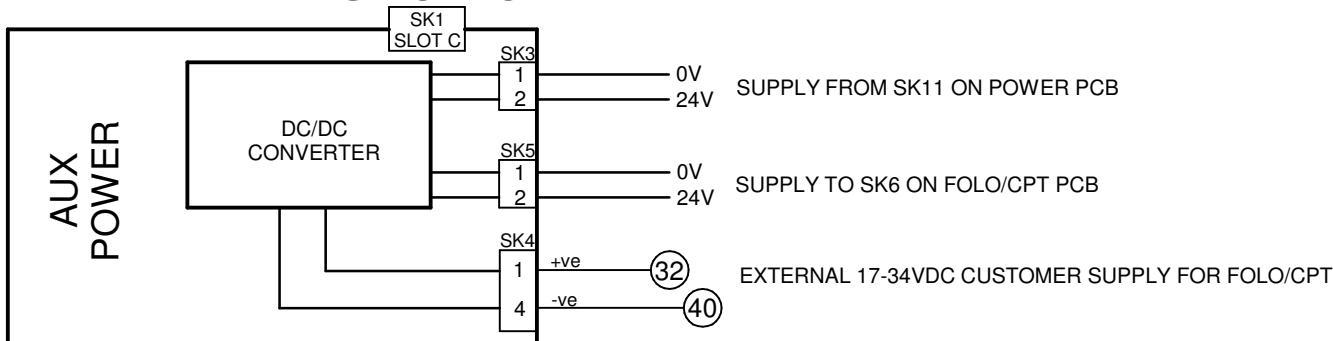 SK1
SLOT C
AUX
POWER
DC/DC
CONVERTER
SK3
1
2
0V
24V
SUPPLY FROM SK11 ON POWER PCB
SK5
1
2
0V
24V
SUPPLY TO SK6 ON FOLO/CPT PCB
SK4
1
4
+ve
-ve
32
40
EXTERNAL 17-34VDC CUSTOMER SUPPLY FOR FOLO/CPT